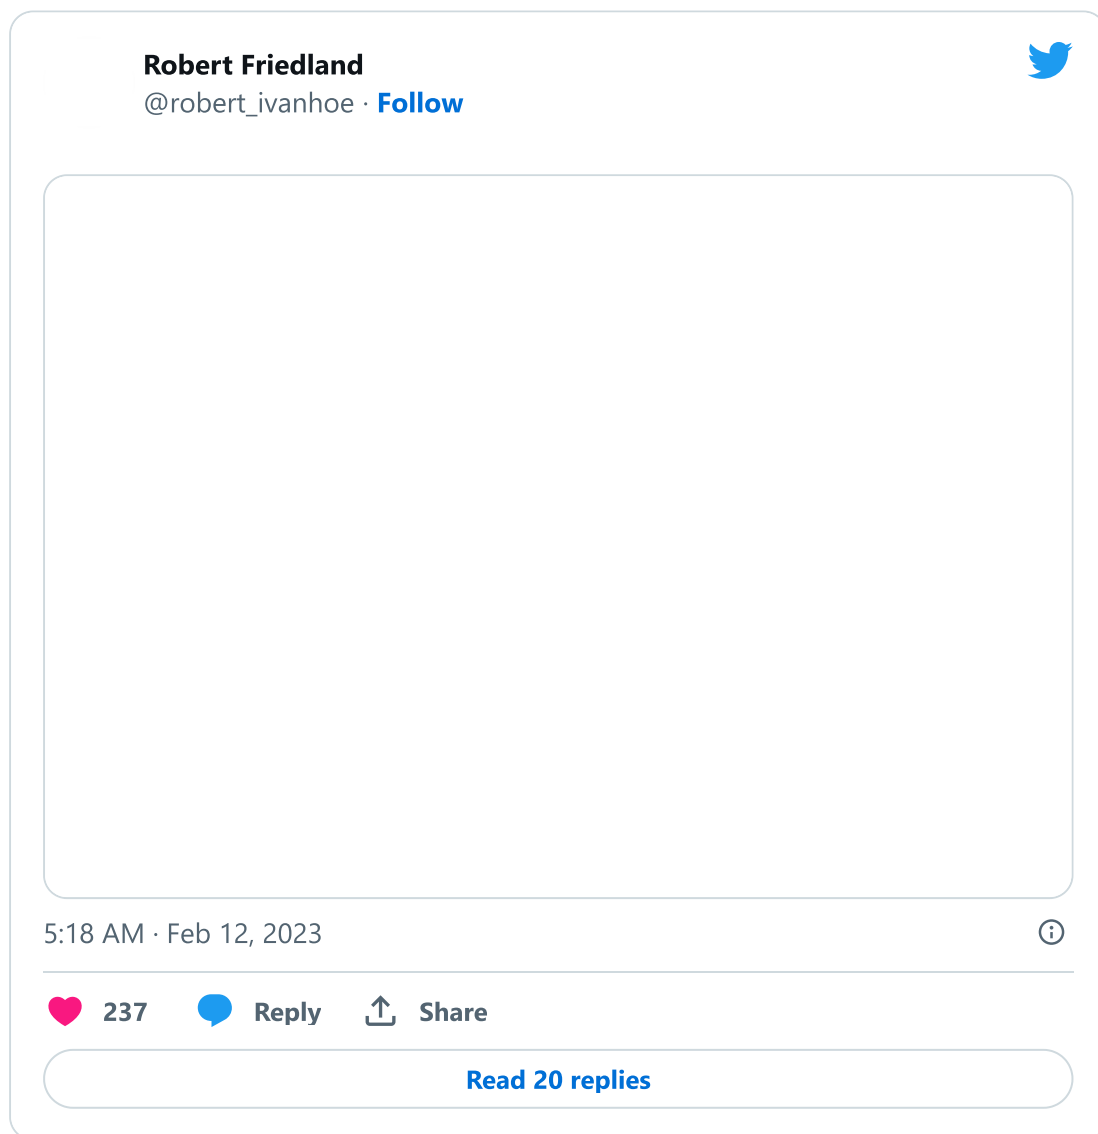 Robert Friedland
@robert_ivanhoe · Follow
5:18 AM · Feb 12, 2023
237 Reply Share
Read 20 replies